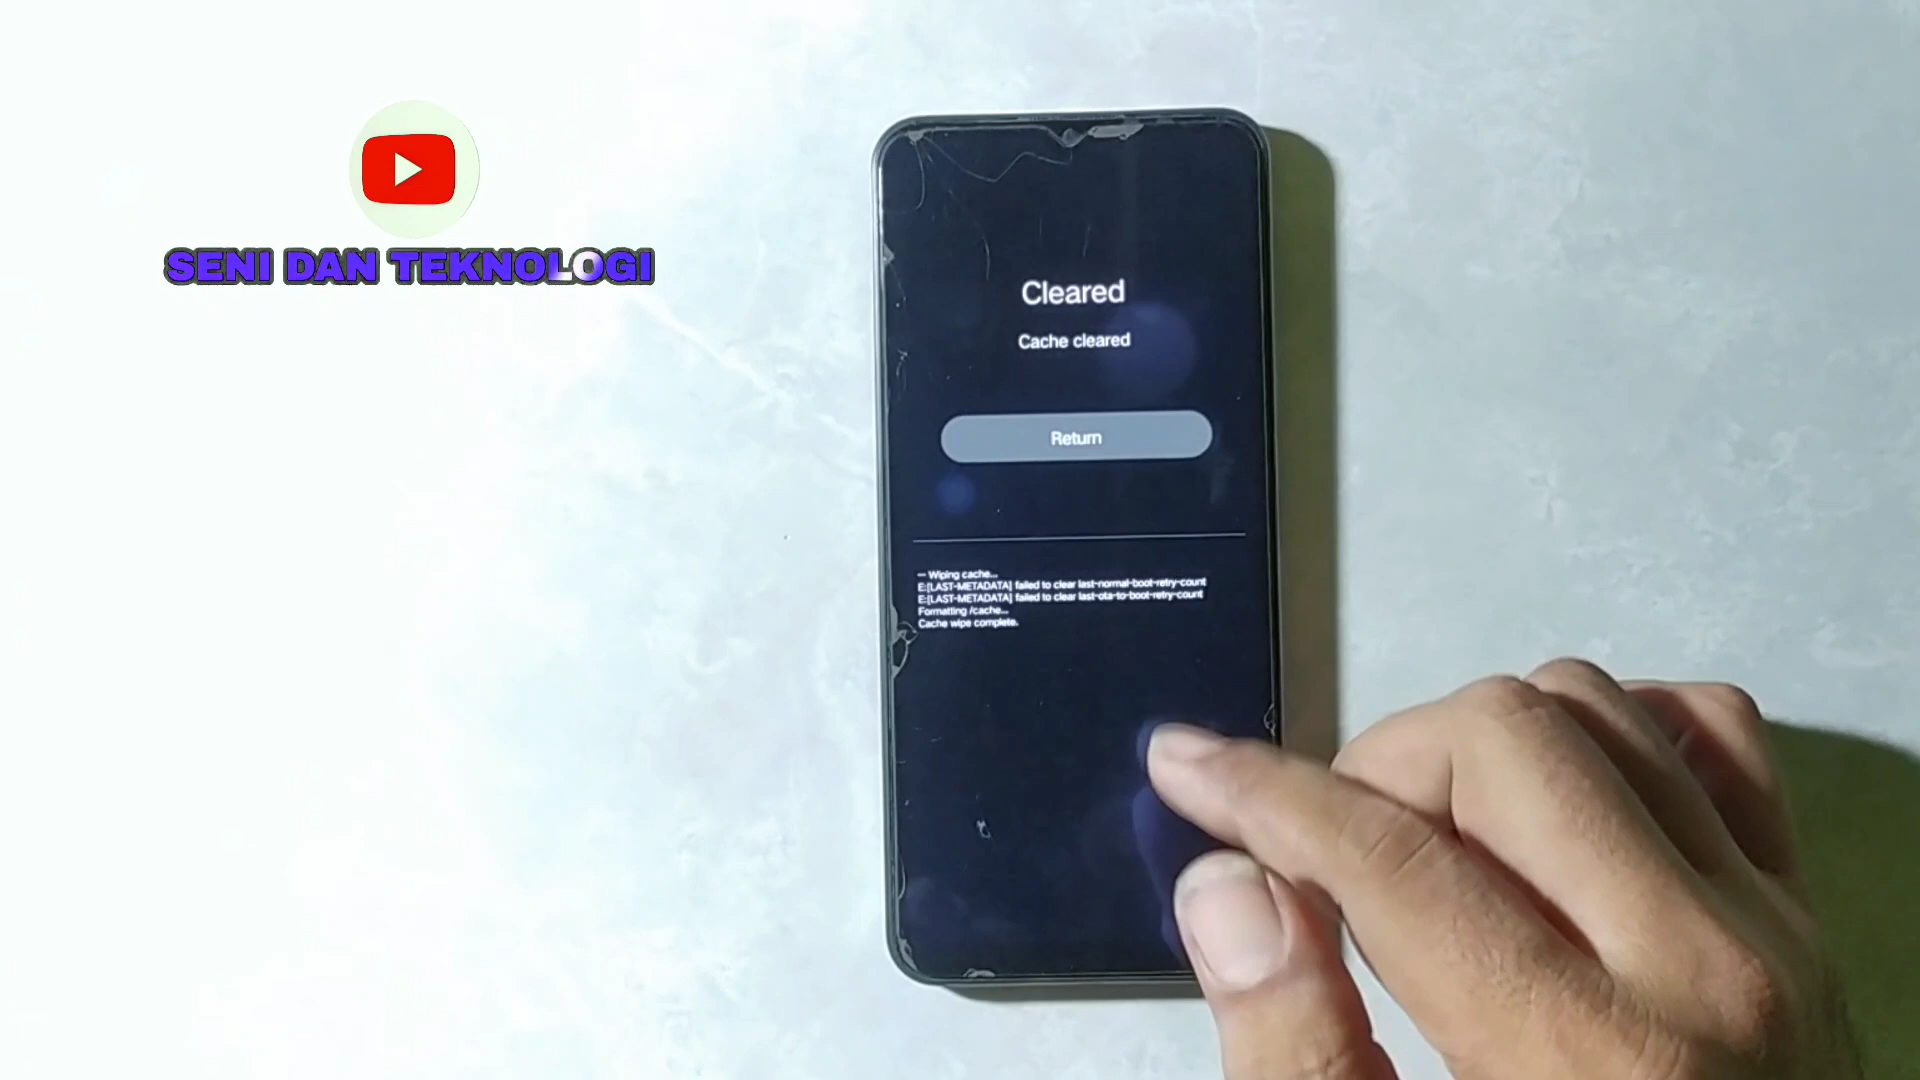 SENI DAN TEKNOLOGI
Cleared
Cache cleared
Return
-- Wiping cache...
E:[LAST-METADATA] failed to clear last-normal-boot-retry-count
E:[LAST-METADATA] failed to clear last-ota-to-boot-retry-count
Formatting /cache...
Cache wipe complete.